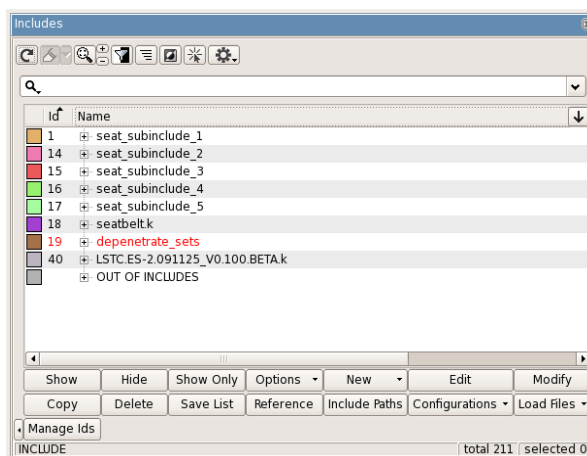 Includes
Id Name
1 seat_subinclude_1
14 seat_subinclude_2
15 seat_subinclude_3
16 seat_subinclude_4
17 seat_subinclude_5
18 seatbelt.k
19 depenetrate_sets
40 LSTC.ES-2.091125_V0.100.BETA.k
OUT OF INCLUDES
Show Hide Show Only Options New Edit Modify
Copy Delete Save List Reference Include Paths Configurations Load Files
Manage Ids
INCLUDE total 211 selected 0